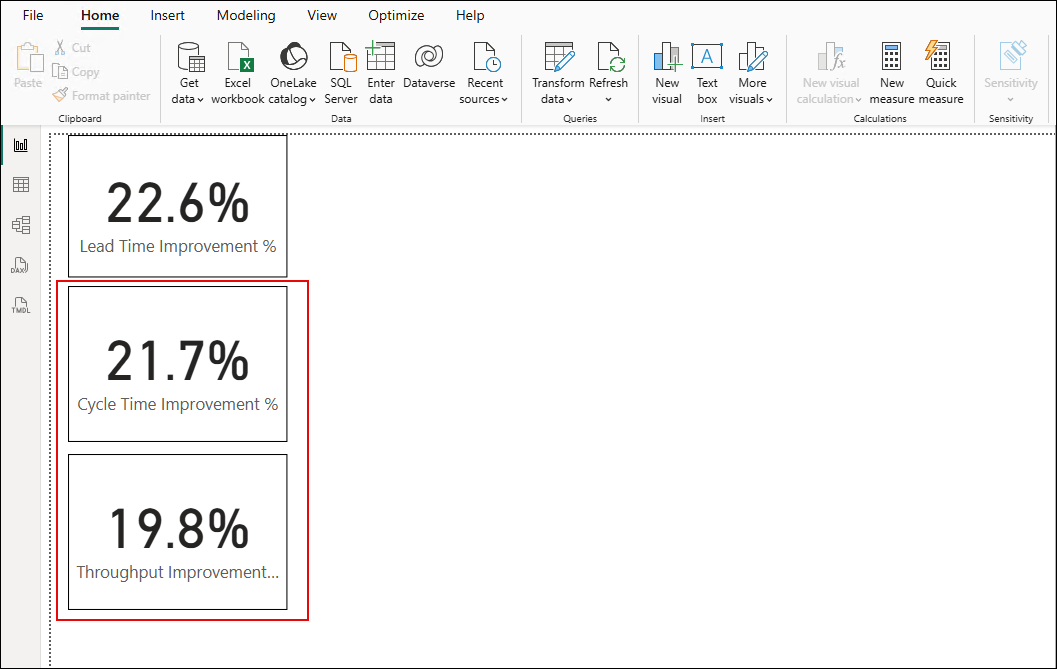 File Home Insert Modeling View Optimize Help
Paste
Cut
Copy
Format painter
Clipboard
Get
data
Excel
workbook
OneLake
catalog
SQL
Server
Enter
data
Dataverse
Recent
sources
Data
Transform
data
Refresh
Queries
New
visual
A
Text
box
More
visuals
Insert
New visual
calculation
New
measure
Quick
measure
Calculations
Sensitivity
Sensitivity
DAX
TMDL
22.6%
Lead Time Improvement %
21.7%
Cycle Time Improvement %
19.8%
Throughput Improvement...